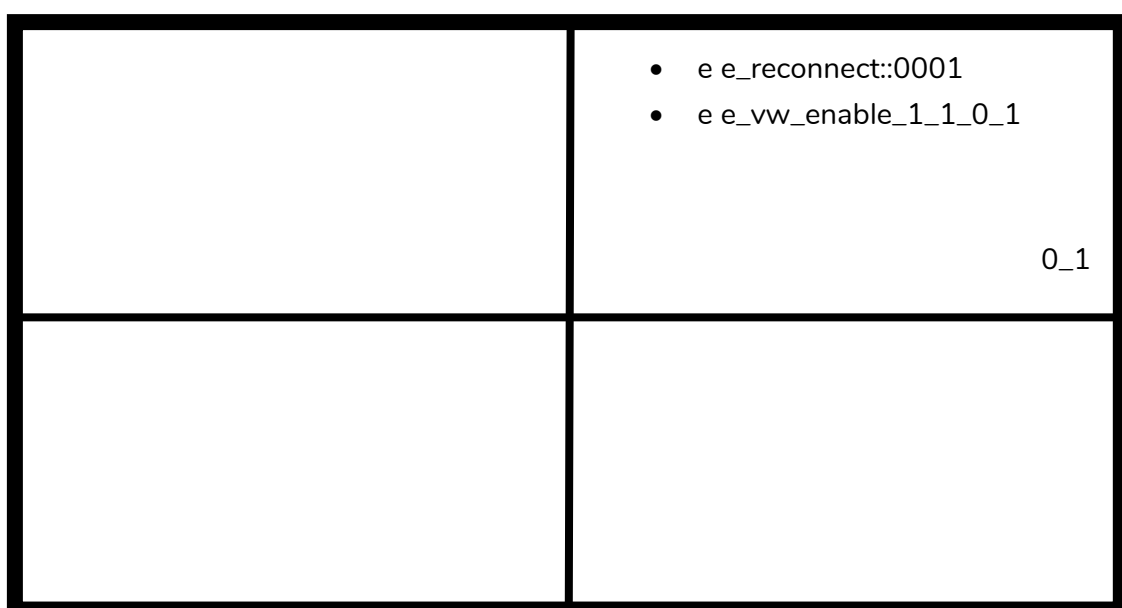 • e e_reconnect::0001
• e e_vw_enable_1_1_0_1
0_1